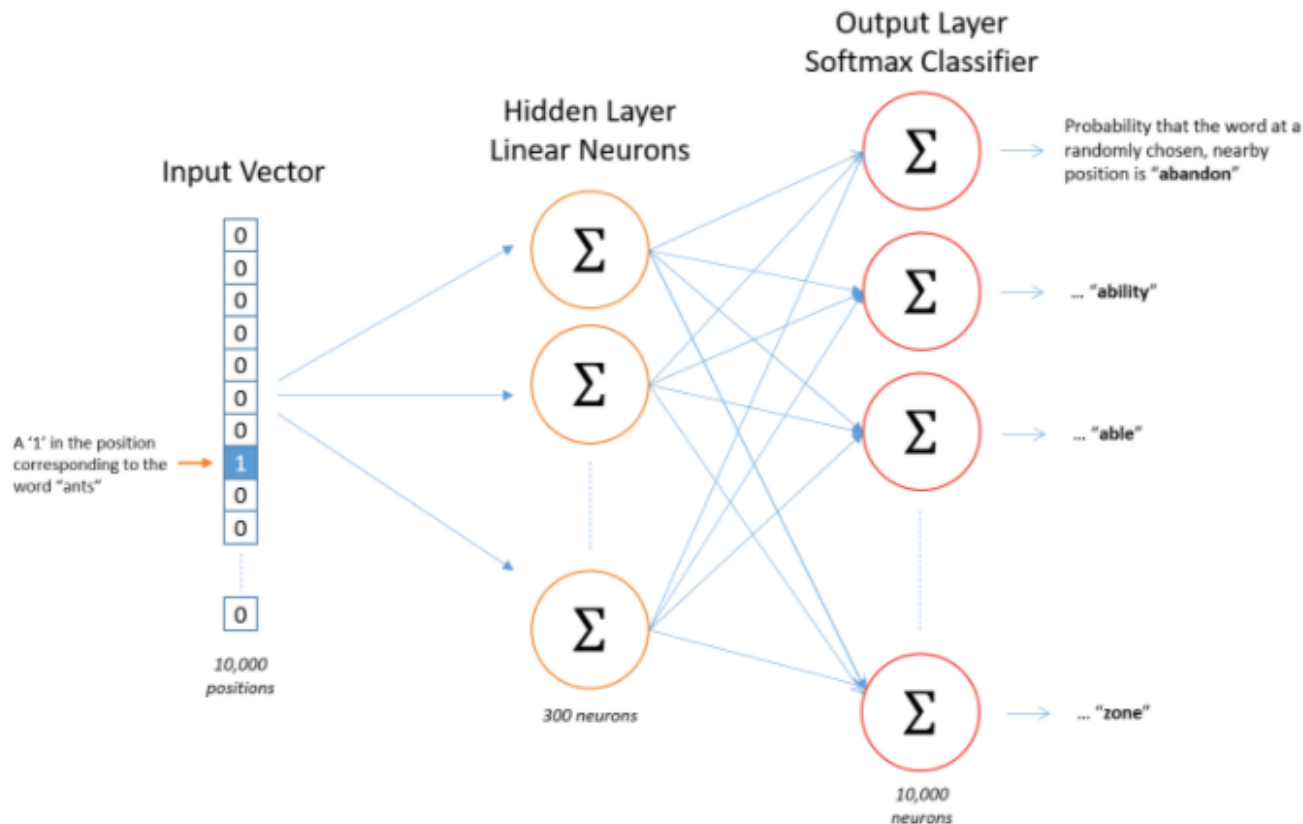 Output Layer
Softmax Classifier
Hidden Layer
Linear Neurons
Input Vector
Probability that the word at a
randomly chosen, nearby
position is “abandon”
... “ability”
... “able”
... “zone”
A ‘1’ in the position
corresponding to the
word “ants”
0
0
0
0
0
0
0
1
0
0
0
10,000
positions
Σ
Σ
Σ
300 neurons
Σ
Σ
Σ
Σ
10,000
neurons